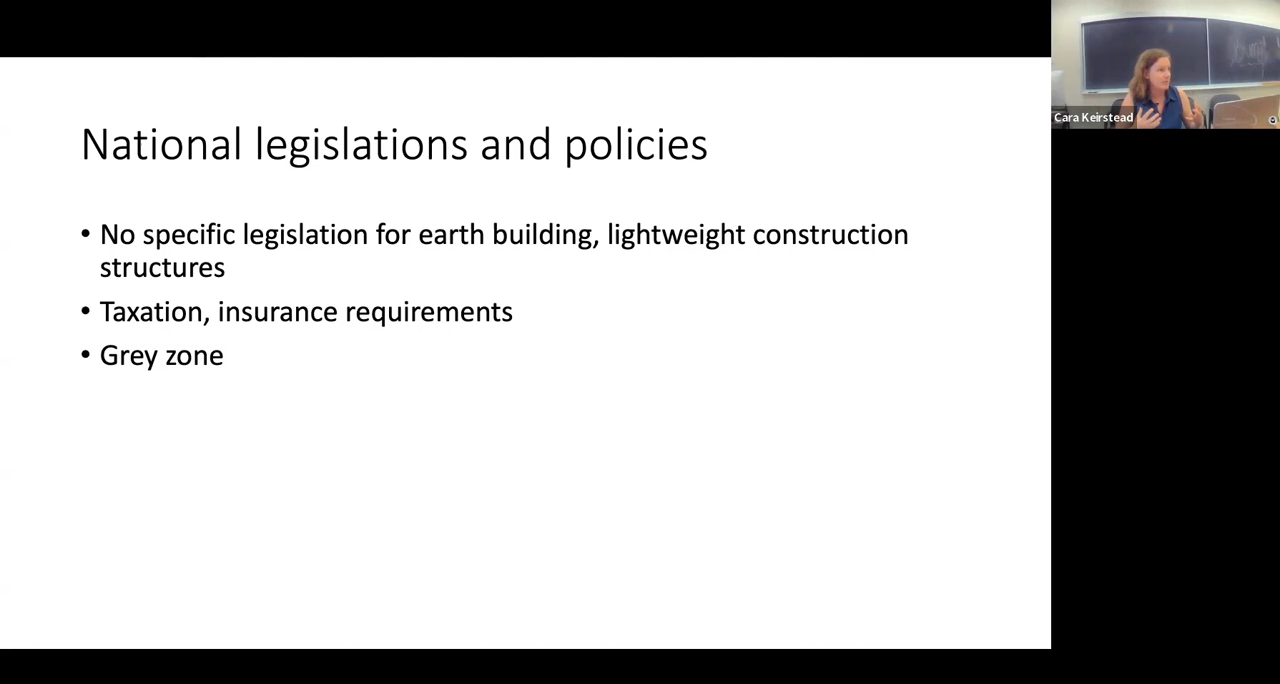 National legislations and policies
• No specific legislation for earth building, lightweight construction
structures
• Taxation, insurance requirements
• Grey zone
Cara Keirstead